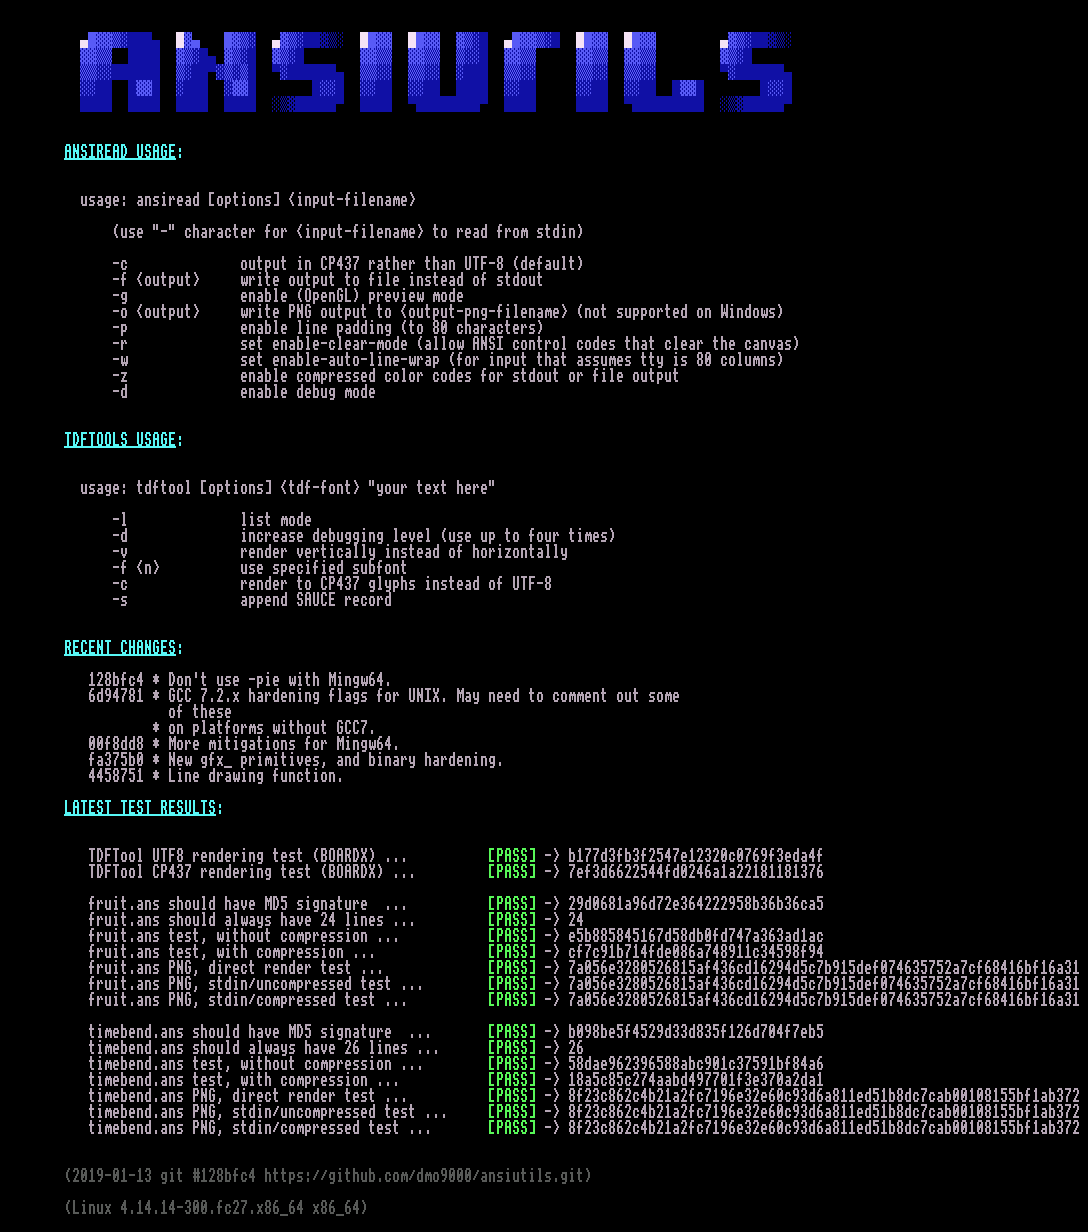 ANSIUTILS
ANSIREAD USAGE:
usage: ansiread [options] <input-filename>
(use "-" character for <input-filename> to read from stdin)
-c output in CP437 rather than UTF-8 (default)
-f <output> write output to file instead of stdout
-g enable (OpenGL) preview mode
-o <output> write PNG output to <output-png-filename> (not supported on Windows)
-p enable line padding (to 80 characters)
-r set enable-clear-mode (allow ANSI control codes that clear the canvas)
-w set enable-auto-line-wrap (for input that assumes tty is 80 columns)
-z enable compressed color codes for stdout or file output
-d enable debug mode
TDFTOOLS USAGE:
usage: tdftool [options] <tdf-font> "your text here"
-l list mode
-d increase debugging level (use up to four times)
-v render vertically instead of horizontally
-f <n> use specified subfont
-c render to CP437 glyphs instead of UTF-8
-s append SAUCE record
RECENT CHANGES:
128bfc4 * Don't use -pie with Mingw64.
6d94781 * GCC 7.2.x hardening flags for UNIX. May need to comment out some
of these
* on platforms without GCC7.
00f8dd8 * More mitigations for Mingw64.
fa375b0 * New gfx_ primitives, and binary hardening.
4458751 * Line drawing function.
LATEST TEST RESULTS:
TDFTool UTF8 rendering test (BOARDX) ... [PASS] -> b177d3fb3f2547e12320c0769f3eda4f
TDFTool CP437 rendering test (BOARDX) ... [PASS] -> 7ef3d6622544fd0246a1a22181181376
fruit.ans should have MD5 signature ... [PASS] -> 29d0681a96d72e364222958b36b36ca5
fruit.ans should always have 24 lines ... [PASS] -> 24
fruit.ans test, without compression ... [PASS] -> e5b885845167d58db0fd747a363ad1ac
fruit.ans test, with compression ... [PASS] -> cf7c91b714fde086a748911c34598f94
fruit.ans PNG, direct render test ... [PASS] -> 7a056e3280526815af436cd16294d5c7b915def074635752a7cf68416bf16a31
fruit.ans PNG, stdin/uncompressed test ... [PASS] -> 7a056e3280526815af436cd16294d5c7b915def074635752a7cf68416bf16a31
fruit.ans PNG, stdin/compressed test ... [PASS] -> 7a056e3280526815af436cd16294d5c7b915def074635752a7cf68416bf16a31
timebend.ans should have MD5 signature ... [PASS] -> b098be5f4529d33d835f126d704f7eb5
timebend.ans should always have 26 lines ... [PASS] -> 26
timebend.ans test, without compression ... [PASS] -> 58dae962396588abc901c37591bf84a6
timebend.ans test, with compression ... [PASS] -> 18a5c85c274aabd497701f3e370a2da1
timebend.ans PNG, direct render test ... [PASS] -> 8f23c862c4b21a2fc7196e32e60c93d6a811ed51b8dc7cab00108155bf1ab372
timebend.ans PNG, stdin/uncompressed test ... [PASS] -> 8f23c862c4b21a2fc7196e32e60c93d6a811ed51b8dc7cab00108155bf1ab372
timebend.ans PNG, stdin/compressed test ... [PASS] -> 8f23c862c4b21a2fc7196e32e60c93d6a811ed51b8dc7cab00108155bf1ab372
(2019-01-13 git #128bfc4 https://github.com/dmo9000/ansiutils.git)
(Linux 4.14.14-300.fc27.x86_64 x86_64)